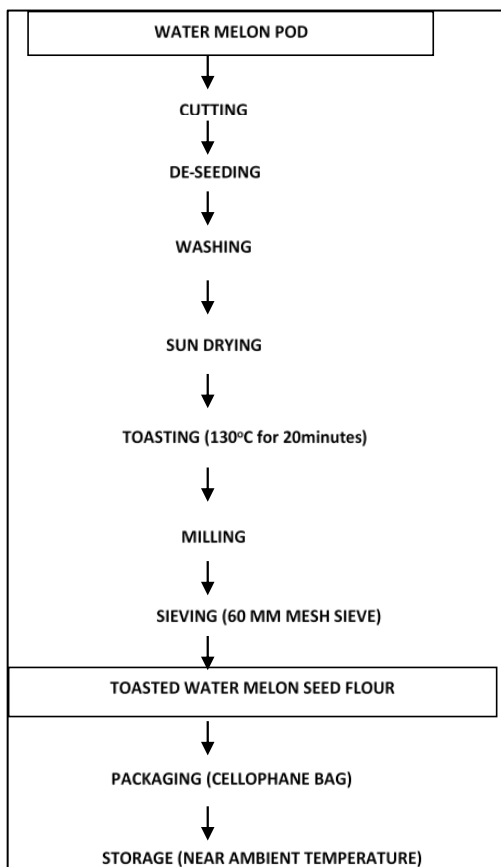 WATER MELON POD
CUTTING
DE-SEEDING
WASHING
SUN DRYING
TOASTING (130°C for 20minutes)
MILLING
SIEVING (60 MM MESH SIEVE)
TOASTED WATER MELON SEED FLOUR
PACKAGING (CELLOPHANE BAG)
STORAGE (NEAR AMBIENT TEMPERATURE)